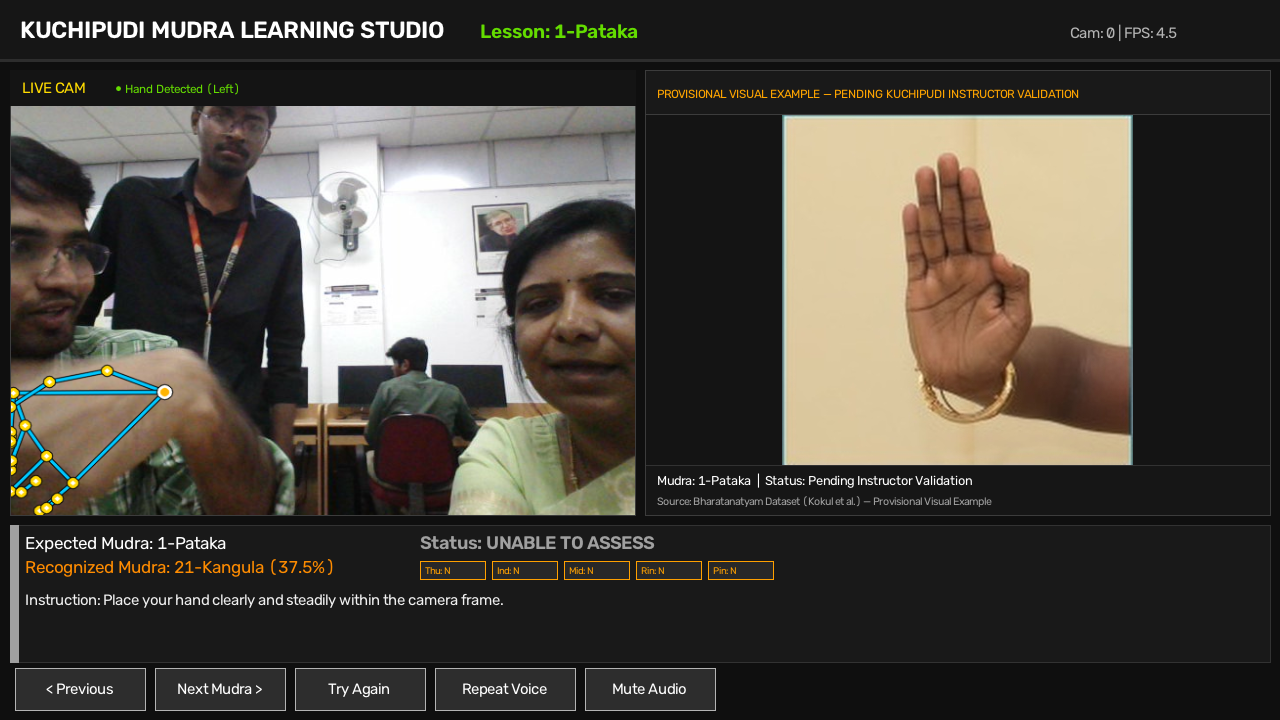 KUCHIPUDI MUDRA LEARNING STUDIO
Lesson: 1-Pataka
Cam: 0 | FPS: 4.5
LIVE CAM
• Hand Detected (Left)
PROVISIONAL VISUAL EXAMPLE — PENDING KUCHIPUDI INSTRUCTOR VALIDATION
Mudra: 1-Pataka | Status: Pending Instructor Validation
Source: Bharatanatyam Dataset (Kokul et al.) — Provisional Visual Example
Expected Mudra: 1-Pataka
Recognized Mudra: 21-Kangula (37.5%)
Status: UNABLE TO ASSESS
Thu: N
Ind: N
Mid: N
Rin: N
Pin: N
Instruction: Place your hand clearly and steadily within the camera frame.
< Previous
Next Mudra >
Try Again
Repeat Voice
Mute Audio